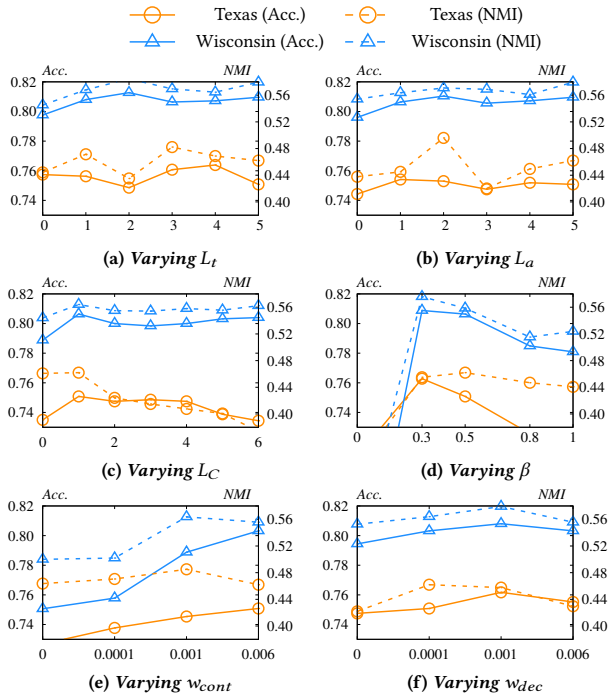 Texas (Acc.) Texas (NMI)
Wisconsin (Acc.) Wisconsin (NMI)
Acc. NMI Acc. NMI
0.82 0.82
0.56 0.56
0.80 0.80
0.52 0.52
0.78 0.78
0.48 0.48
0.76 0.76
0.44 0.44
0.74 0.74
0.40 0.40
0 1 2 3 4 5 0 1 2 3 4 5
(a) Varying L_t (b) Varying L_a
Acc. NMI Acc. NMI
0.82 0.82
0.56 0.56
0.80 0.80
0.52 0.52
0.78 0.78
0.48 0.48
0.76 0.76
0.44 0.44
0.74 0.74
0.40 0.40
0 2 4 6 0 0.3 0.5 0.8 1
(c) Varying L_C (d) Varying β
Acc. NMI Acc. NMI
0.82 0.82
0.56 0.56
0.80 0.80
0.52 0.52
0.78 0.78
0.48 0.48
0.76 0.76
0.44 0.44
0.74 0.74
0.40 0.40
0 0.0001 0.001 0.006 0 0.0001 0.001 0.006
(e) Varying w_cont (f) Varying w_dec